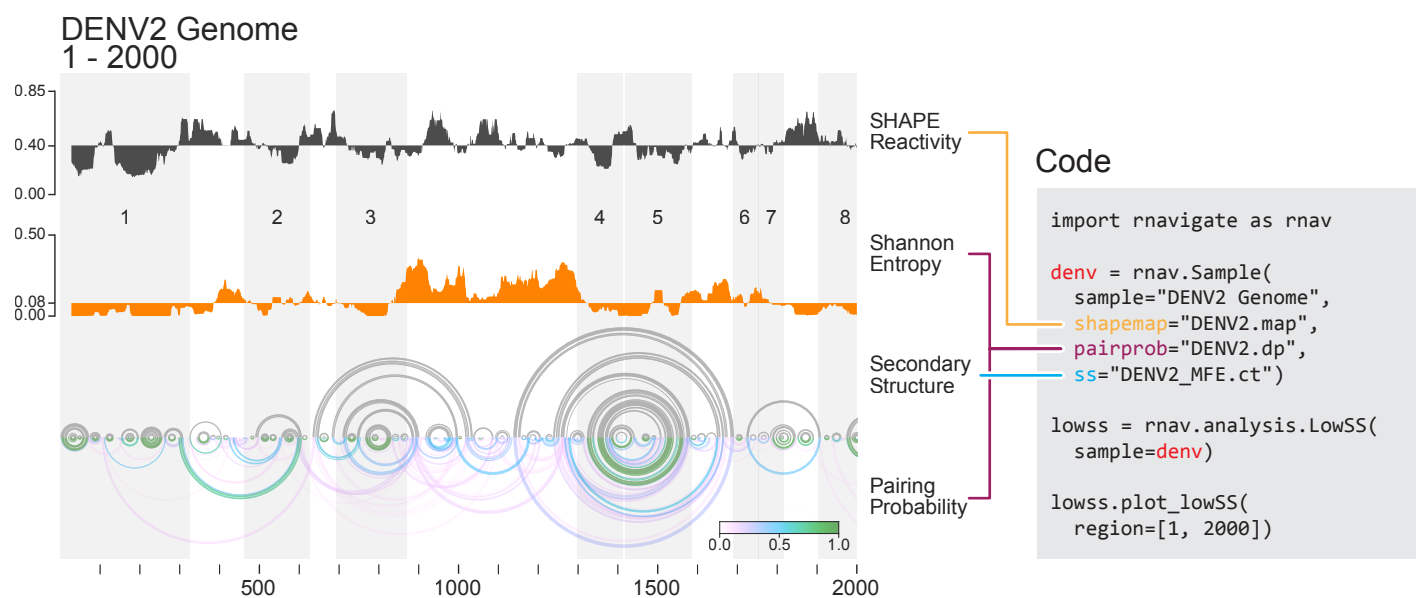 DENV2 Genome
1 - 2000
0.85
0.40
0.00
1
2
3
4
5
6
7
8
0.50
0.08
0.00
SHAPE
Reactivity
Shannon
Entropy
Secondary
Structure
Pairing
Probability
0.0
0.5
1.0
500
1000
1500
2000
Code
import rnavigate as rnav
denv = rnav.Sample(
  sample="DENV2 Genome",
  shapemap="DENV2.map",
  pairprob="DENV2.dp",
  ss="DENV2_MFE.ct")
lowss = rnav.analysis.LowSS(
  sample=denv)
lowss.plot_lowSS(
  region=[1, 2000])